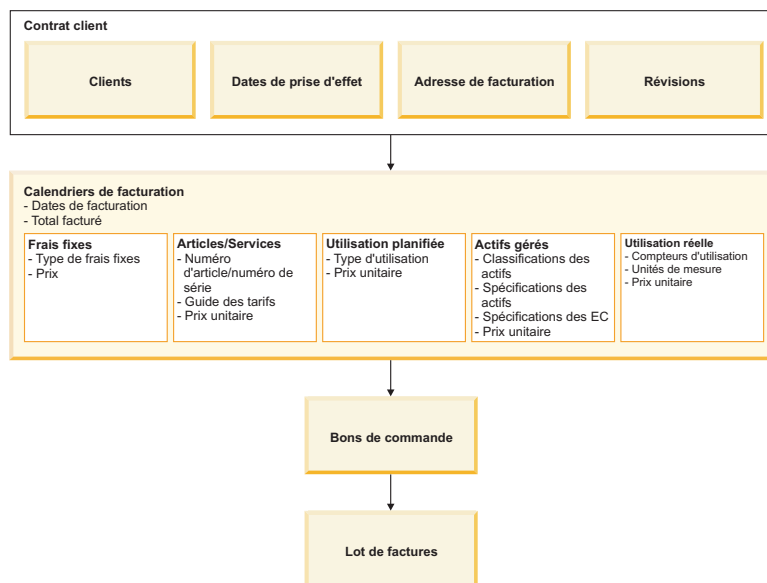 Contrat client
Clients
Dates de prise d'effet
Adresse de facturation
Révisions
Calendriers de facturation
- Dates de facturation
- Total facturé
Frais fixes
- Type de frais fixes
- Prix
Articles/Services
- Numéro
d'article/numéro de
série
- Guide des tarifs
- Prix unitaire
Utilisation planifiée
- Type d'utilisation
- Prix unitaire
Actifs gérés
- Classifications des
actifs
- Spécifications des
actifs
- Spécifications des EC
- Prix unitaire
Utilisation réelle
- Compteurs d'utilisation
- Unités de mesure
- Prix unitaire
Bons de commande
Lot de factures